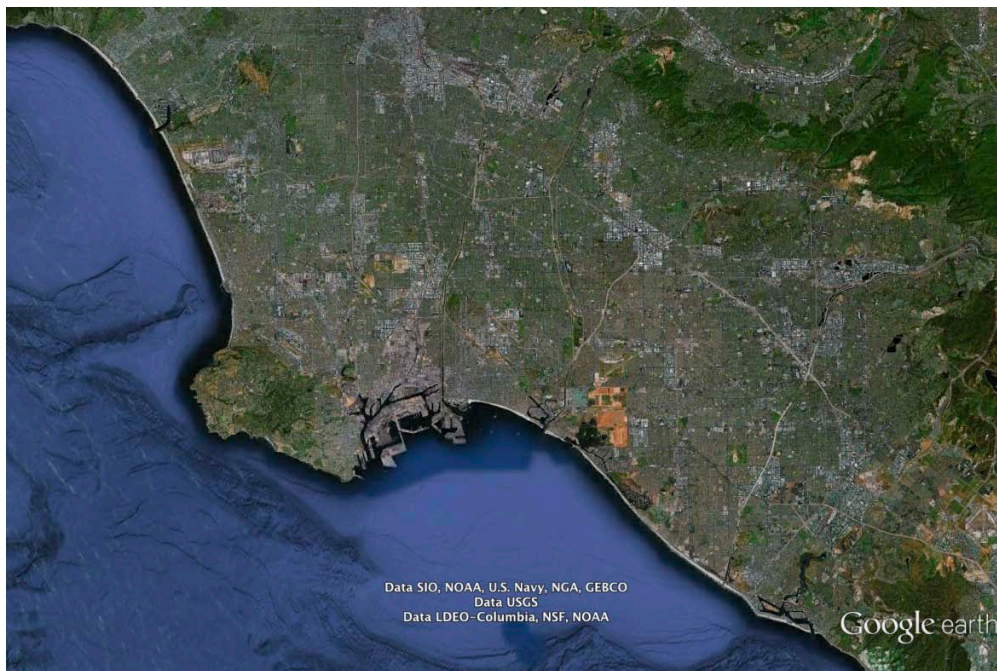 Data SIO, NOAA, U.S. Navy, NGA, GEBCO
Data USGS
Data LDEO-Columbia, NSF, NOAA
Google earth